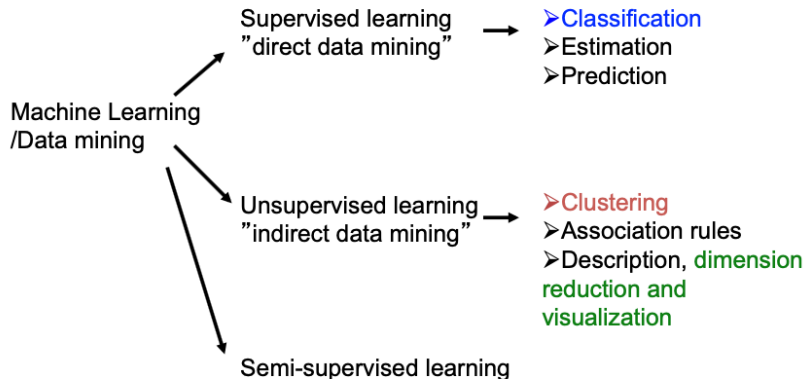 Machine Learning
/Data mining
Supervised learning
”direct data mining”
➢Classification
➢Estimation
➢Prediction
Unsupervised learning
”indirect data mining”
➢Clustering
➢Association rules
➢Description, dimension
reduction and
visualization
Semi-supervised learning